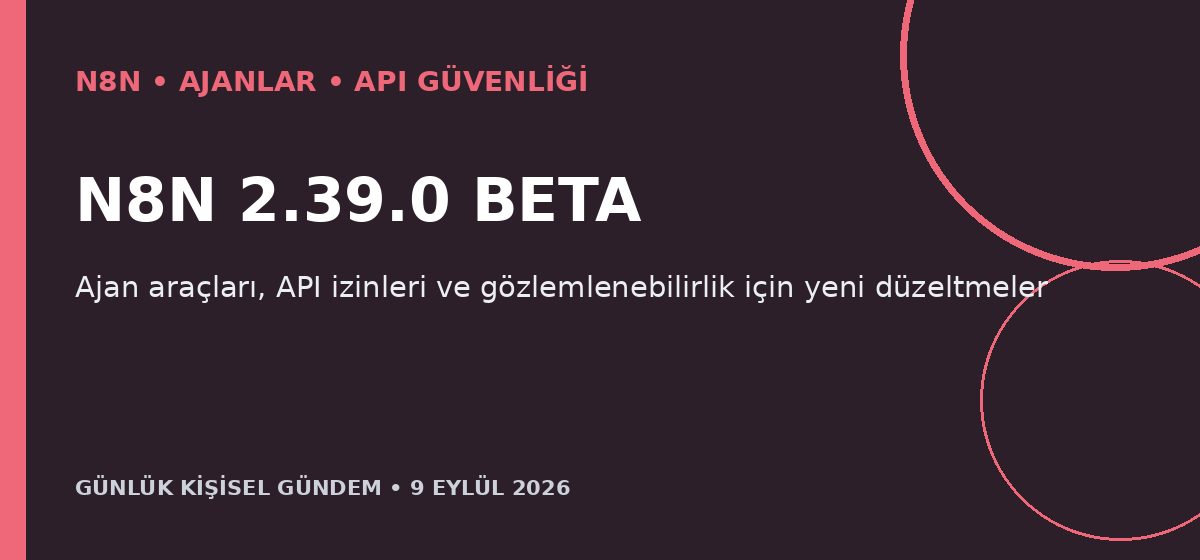 N8N • AJANLAR • API GÜVENLİĞİ
N8N 2.39.0 BETA
Ajan araçları, API izinleri ve gözlemlenebilirlik için yeni düzeltmeler
GÜNLÜK KİŞİSEL GÜNDEM • 9 EYLÜL 2026